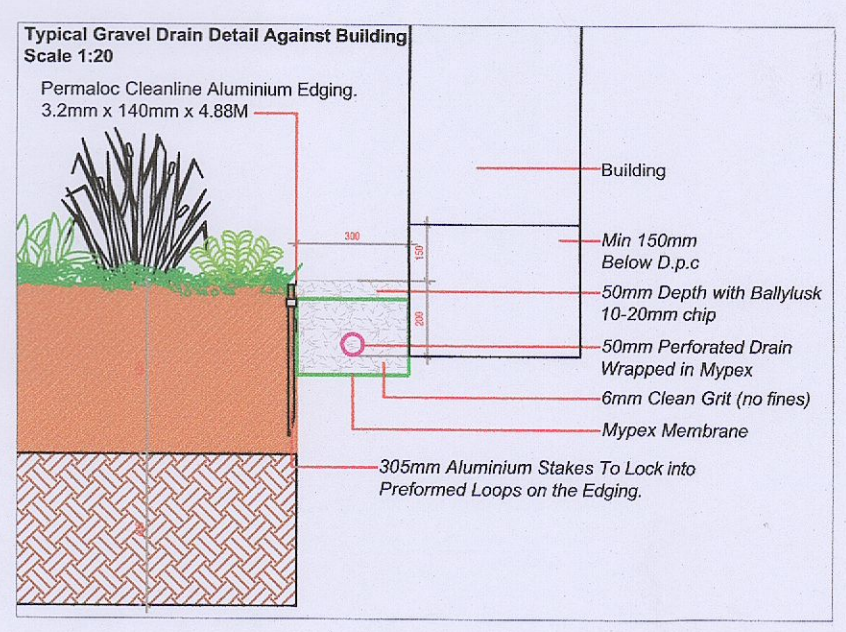 Typical Gravel Drain Detail Against Building
Scale 1:20
Permaloc Cleanline Aluminium Edging.
3.2mm x 140mm x 4.88M
Building
300
150
Min 150mm
Below D.p.c
50mm Depth with Ballylusk
10-20mm chip
200
50mm Perforated Drain
Wrapped in Mypex
6mm Clean Grit (no fines)
Mypex Membrane
305mm Aluminium Stakes To Lock into
Preformed Loops on the Edging.